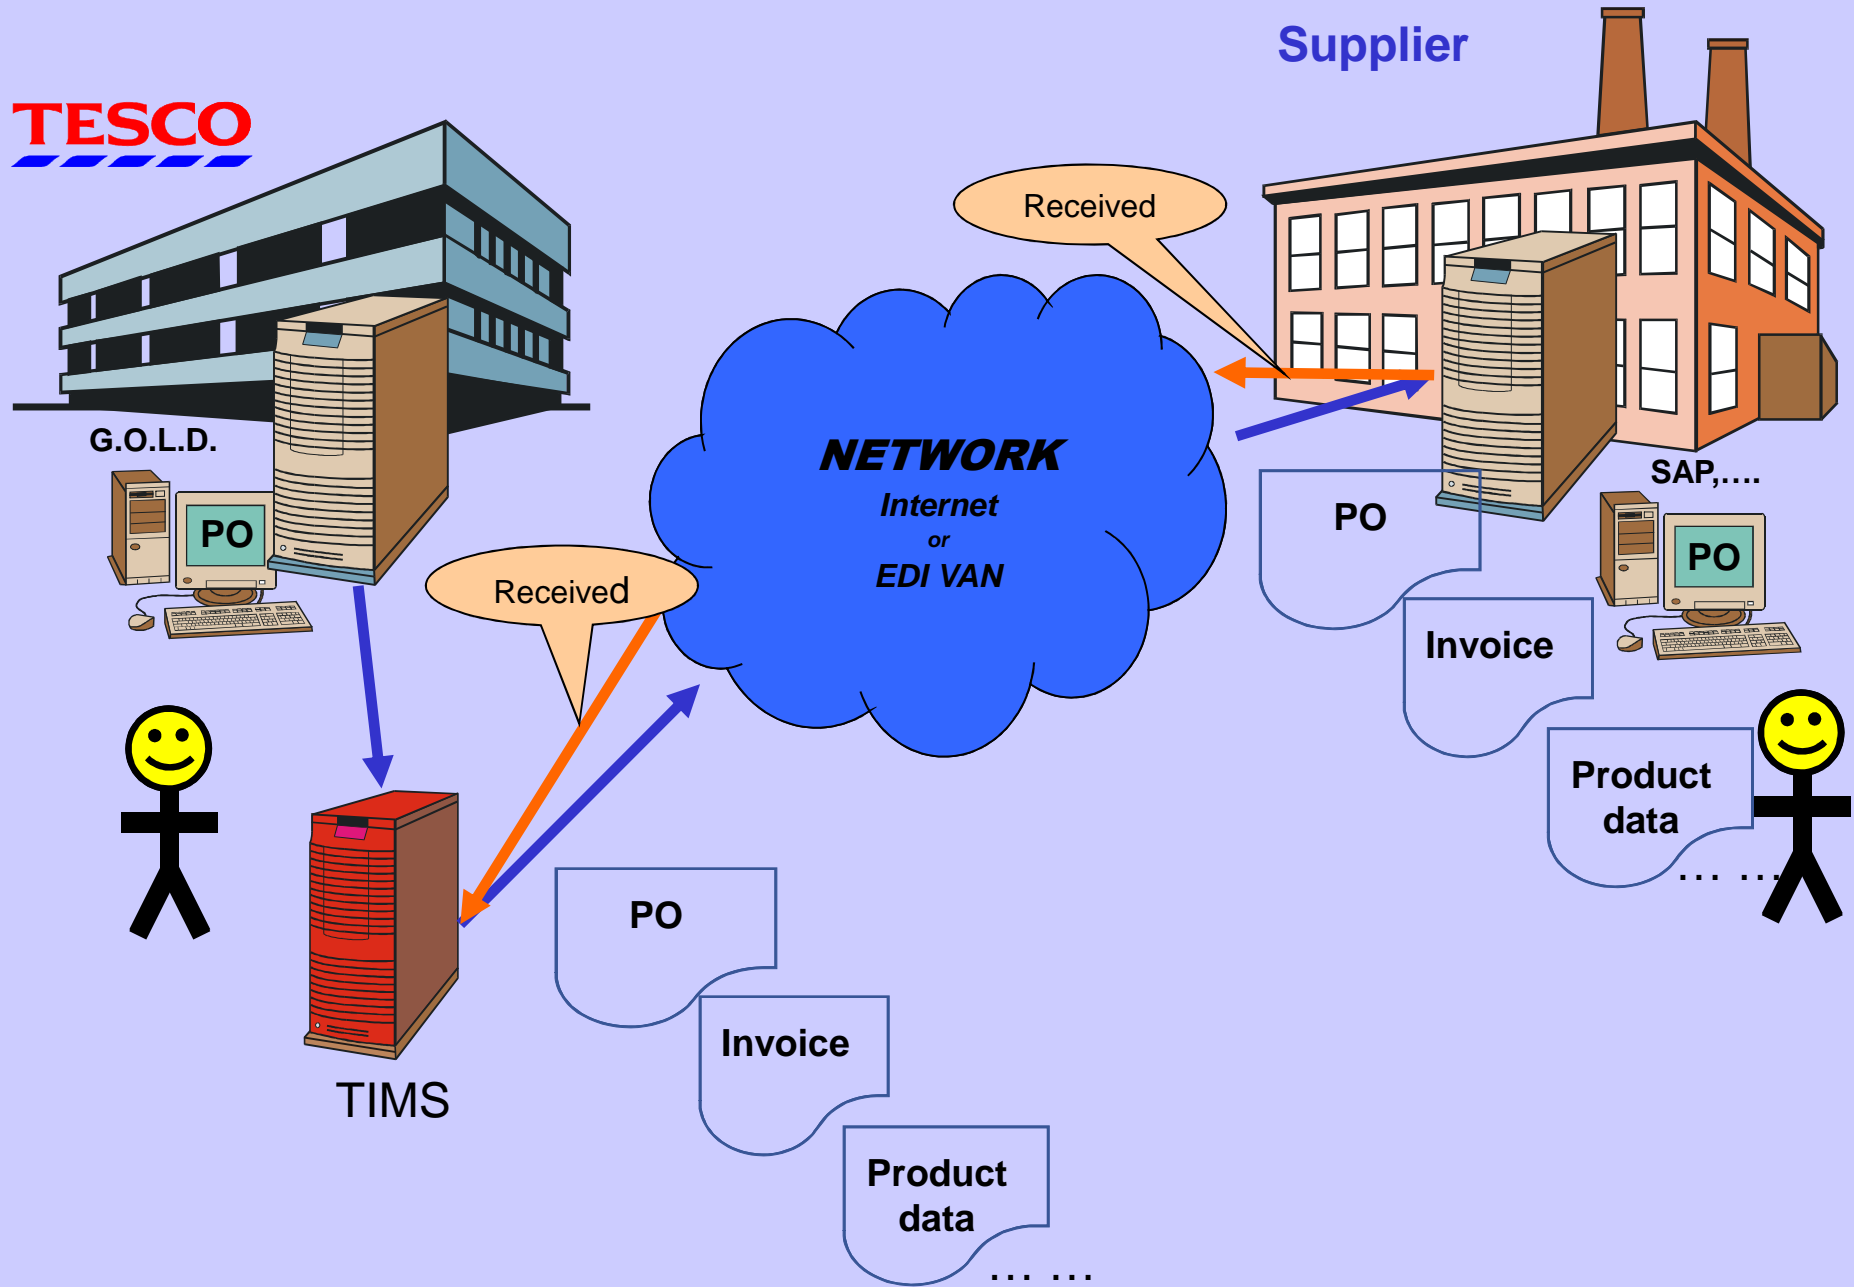 Supplier
TESCO
Received
G.O.L.D.
NETWORK
Internet
or
EDI VAN
SAP,....
PO
PO
PO
Received
Invoice
Product
data
... ...
PO
Invoice
TIMS
Product
data
... ...